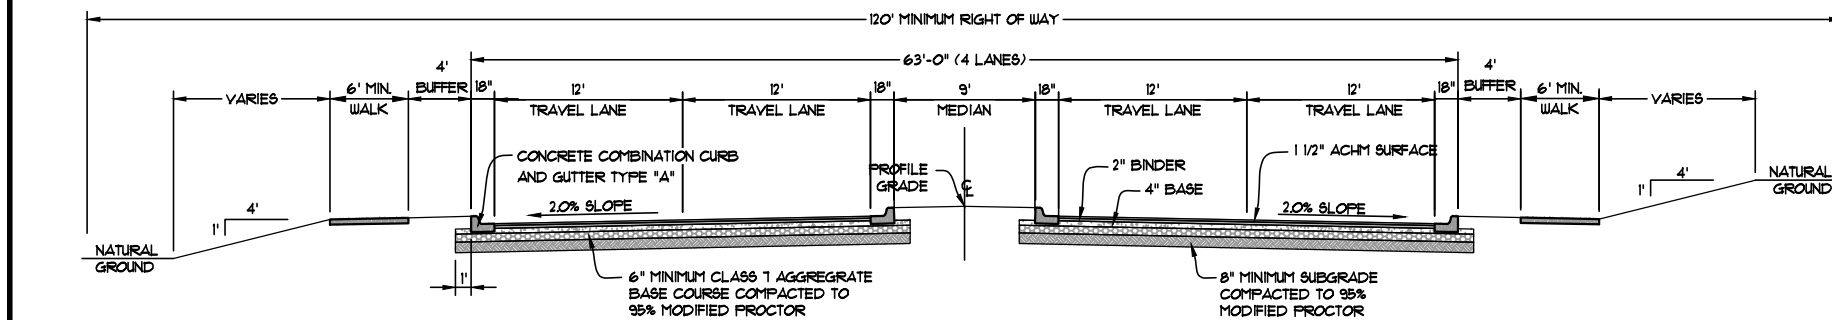 120' MINIMUM RIGHT OF WAY
63'-0" (4 LANES)
4'
BUFFER
4'
BUFFER
VARIES
6' MIN.
WALK
18"
12'
TRAVEL LANE
12'
TRAVEL LANE
18"
9'
MEDIAN
18"
12'
TRAVEL LANE
12'
TRAVEL LANE
18"
6' MIN.
WALK
VARIES
CONCRETE COMBINATION CURB
AND GUTTER TYPE "A"
PROFILE
GRADE
CL
2" BINDER
4" BASE
1 1/2" ACHM SURFACE
4'
1'
NATURAL
GROUND
2.0% SLOPE
2.0% SLOPE
4'
1'
NATURAL
GROUND
1'
6" MINIMUM CLASS 7 AGGREGRATE
BASE COURSE COMPACTED TO
95% MODIFIED PROCTOR
8" MINIMUM SUBGRADE
COMPACTED TO 95%
MODIFIED PROCTOR